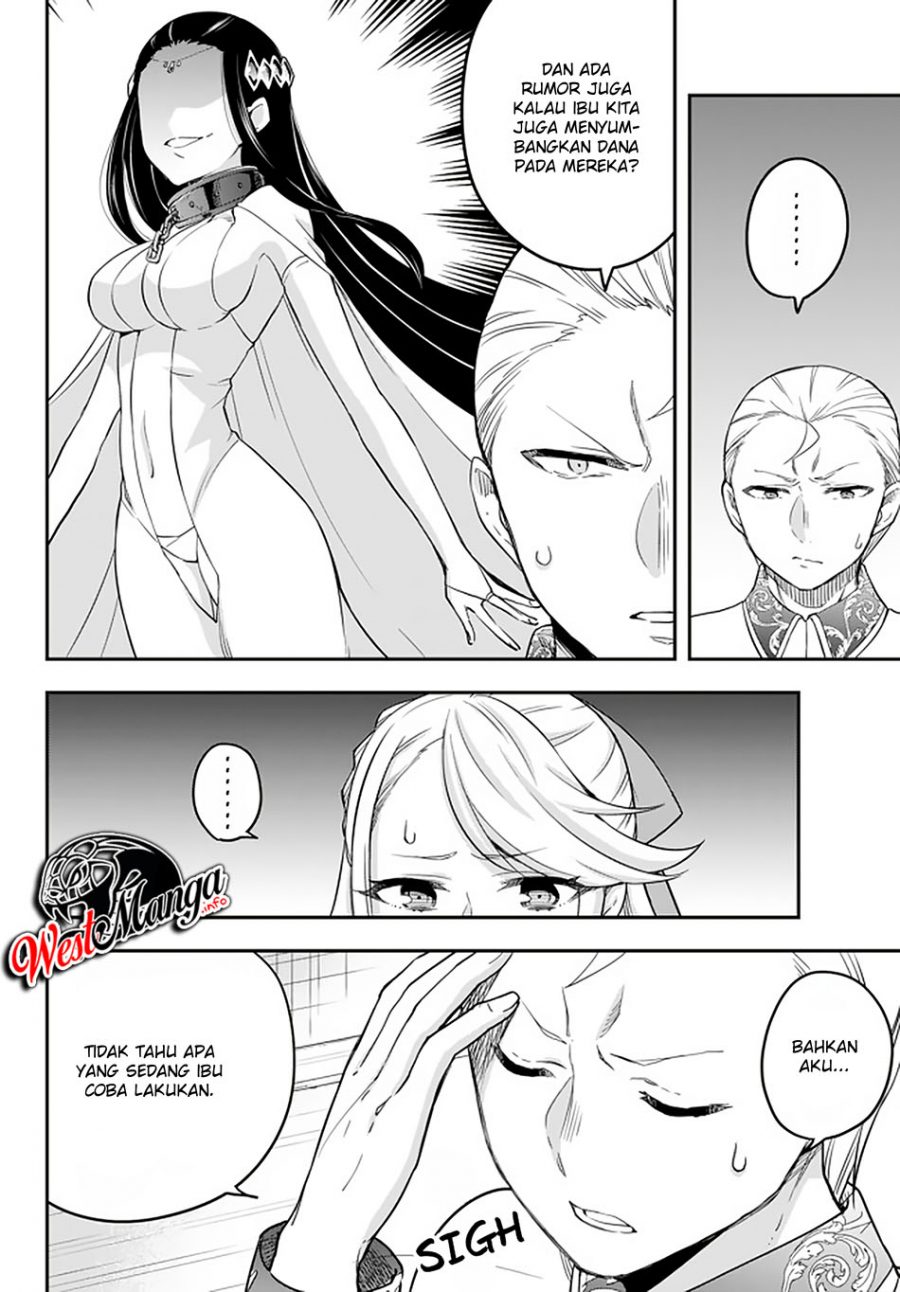 ......
DAN ADA
RUMOR JUGA
KALAU IBU KITA
JUGA MENYUM-
BANGKAN DANA
PADA MEREKA?
......
WestManga
.info
BAHKAN
AKU...
TIDAK TAHU APA
YANG SEDANG IBU
COBA LAKUKAN.
SIGH